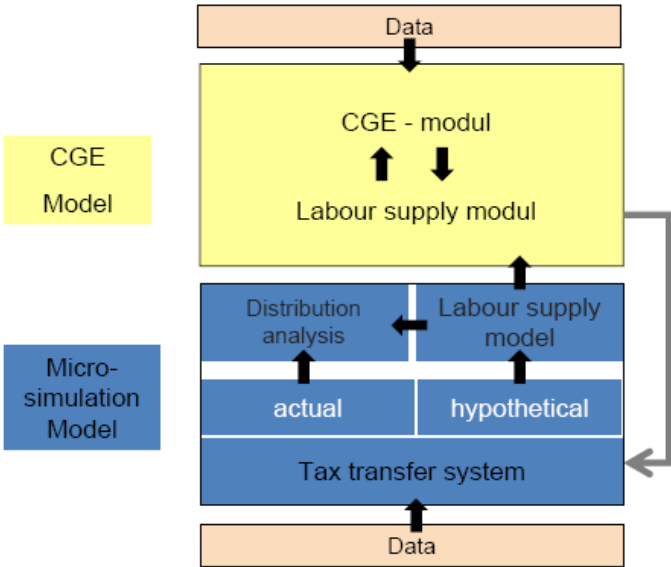 Data
CGE - modul
CGE
Model
Labour supply modul
Distribution
analysis
Labour supply
model
Micro-
simulation
Model
actual
hypothetical
Tax transfer system
Data